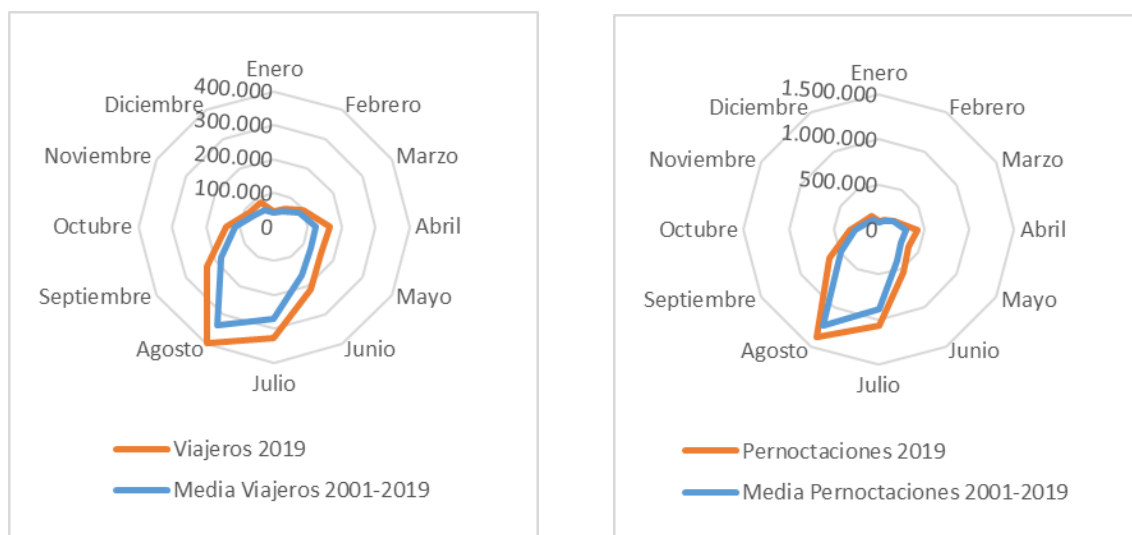 Enero
Febrero
Marzo
Abril
Mayo
Junio
Julio
Agosto
Septiembre
Octubre
Noviembre
Diciembre
400.000
300.000
200.000
100.000
0
Viajeros 2019
Media Viajeros 2001-2019
Enero
Febrero
Marzo
Abril
Mayo
Junio
Julio
Agosto
Septiembre
Octubre
Noviembre
Diciembre
1.500.000
1.000.000
500.000
0
Pernoctaciones 2019
Media Pernoctaciones 2001-2019